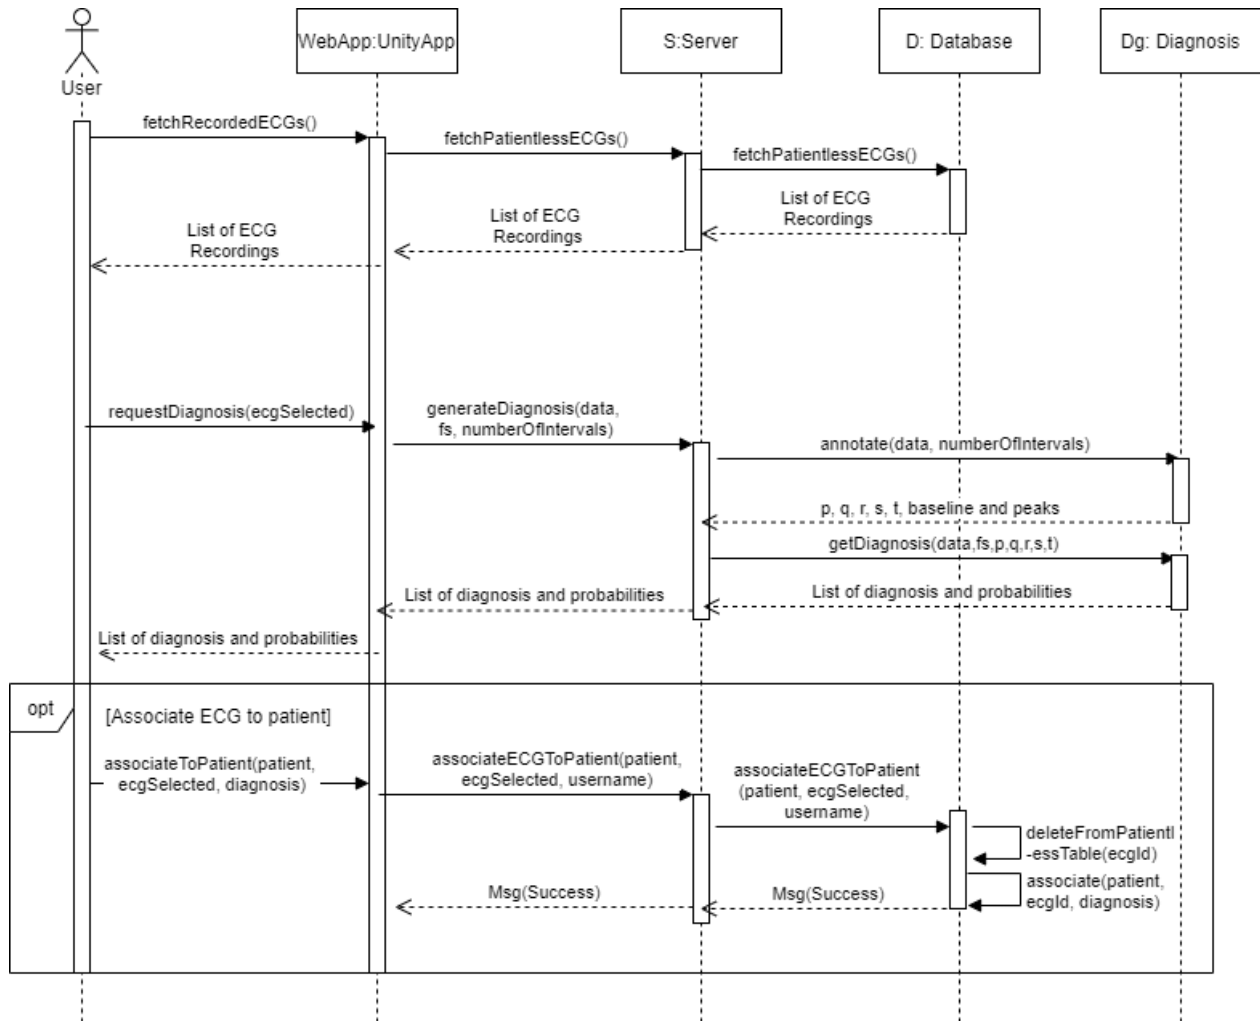 User
WebApp:UnityApp
S:Server
D: Database
Dg: Diagnosis
fetchRecordedECGs()
fetchPatientlessECGs()
fetchPatientlessECGs()
List of ECG
Recordings
List of ECG
Recordings
List of ECG
Recordings
requestDiagnosis(ecgSelected)
generateDiagnosis(data,
fs, numberOfIntervals)
annotate(data, numberOfIntervals)
p, q, r, s, t, baseline and peaks
getDiagnosis(data,fs,p,q,r,s,t)
List of diagnosis and probabilities
List of diagnosis and probabilities
List of diagnosis and probabilities
opt
[Associate ECG to patient]
associateToPatient(patient,
ecgSelected, diagnosis)
associateECGToPatient(patient,
ecgSelected, username)
associateECGToPatient
(patient, ecgSelected,
username)
deleteFromPatientl
-essTable(ecgId)
associate(patient,
ecgId, diagnosis)
Msg(Success)
Msg(Success)